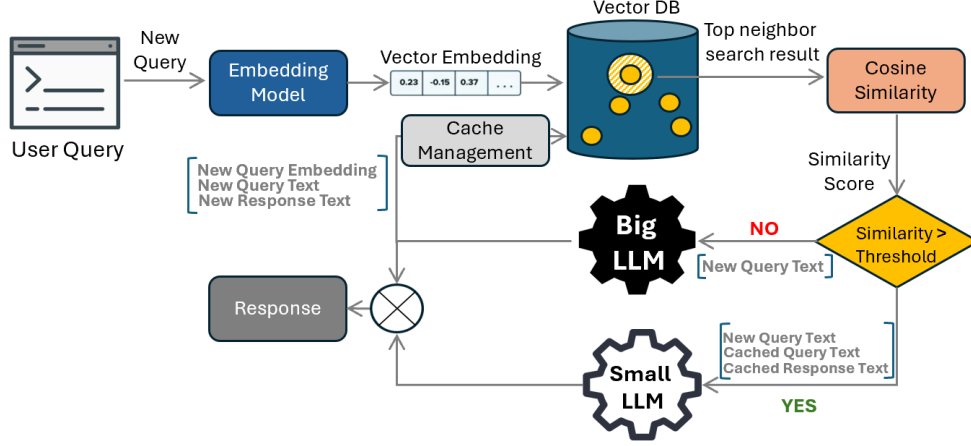 Vector DB
New
Query
Top neighbor
search result
Embedding
Model
Vector Embedding
0.23 -0.15 0.37 ...
Cosine
Similarity
User Query
Cache
Management
New Query Embedding
New Query Text
New Response Text
Similarity
Score
Big
LLM
NO
Similarity >
Threshold
New Query Text
Response
New Query Text
Cached Query Text
Cached Response Text
Small
LLM
YES